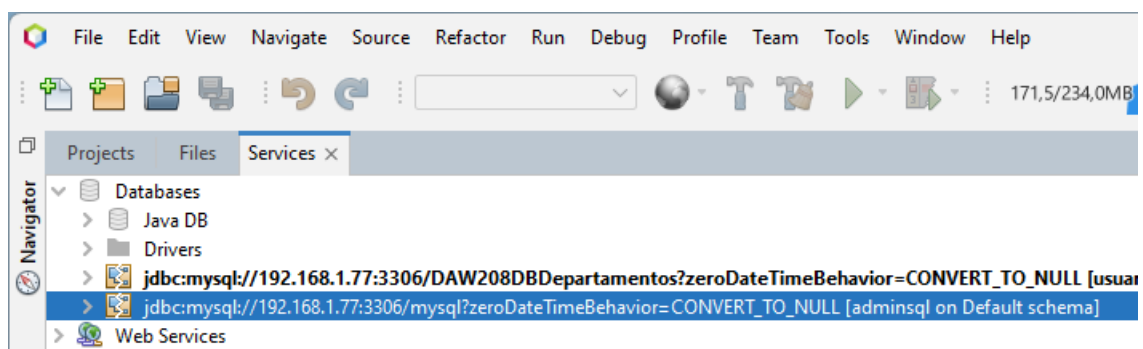 File Edit View Navigate Source Refactor Run Debug Profile Team Tools Window Help
171,5/234,0MB
Projects Files Services
Navigator
Databases
Java DB
Drivers
jdbc:mysql://192.168.1.77:3306/DAW208DBDepartamentos?zeroDateTimeBehavior=CONVERT_TO_NULL [usuar
jdbc:mysql://192.168.1.77:3306/mysql?zeroDateTimeBehavior=CONVERT_TO_NULL [adminsql on Default schema]
Web Services